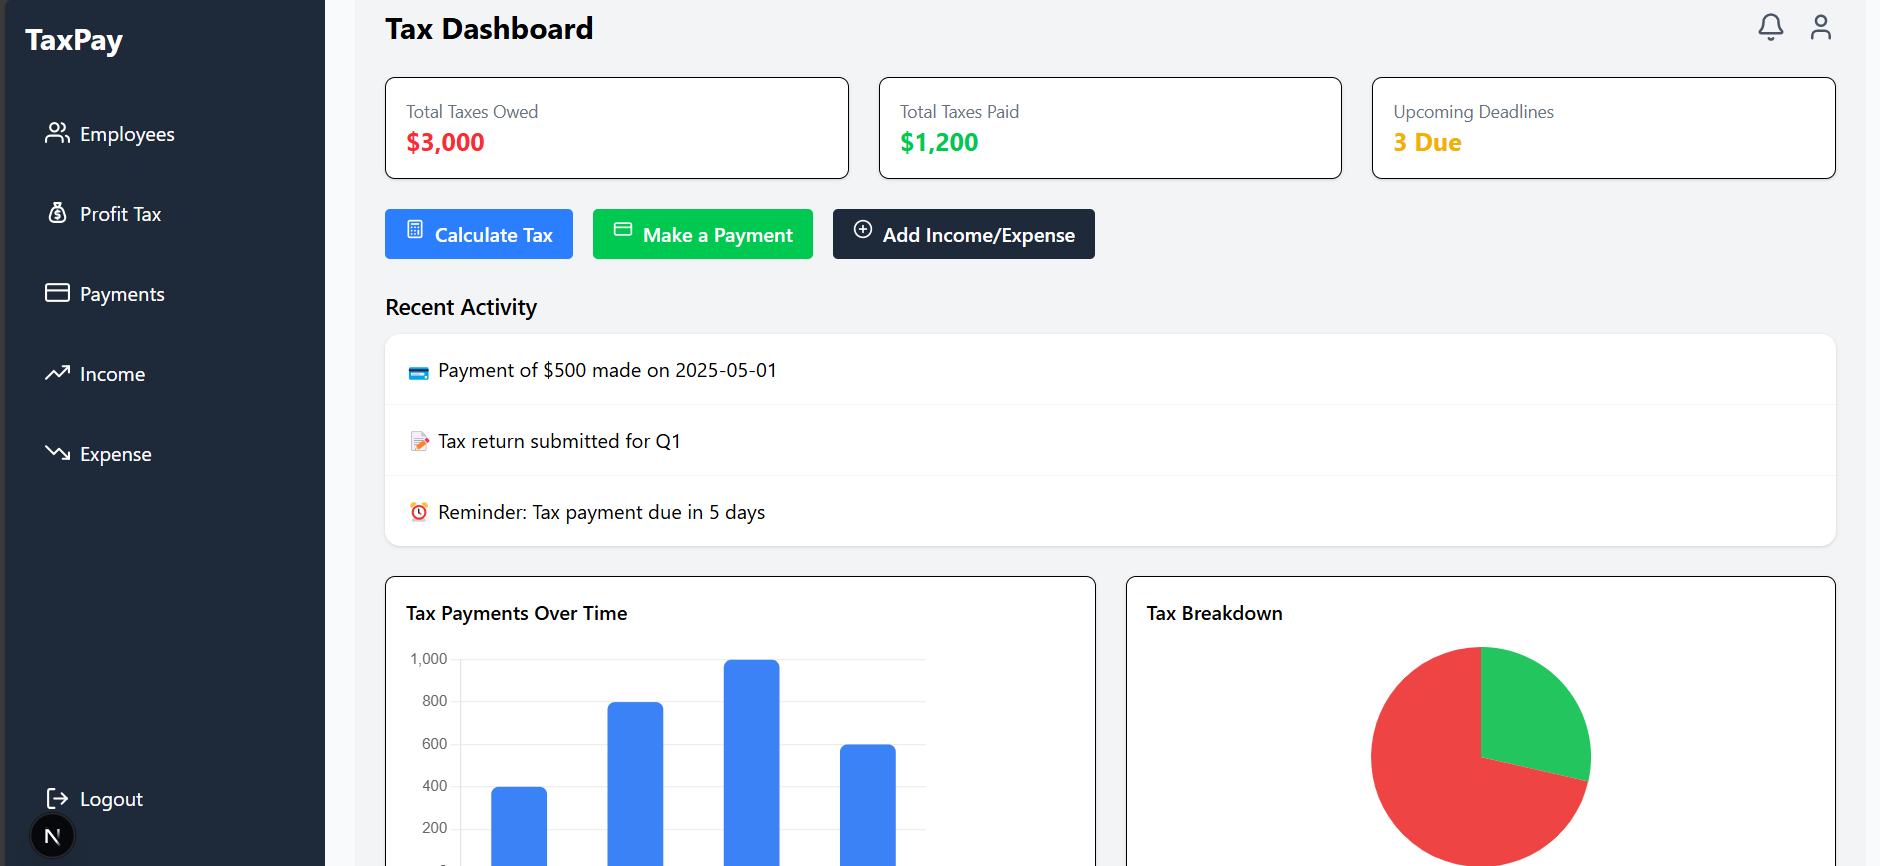 TaxPay
Employees
Profit Tax
Payments
Income
Expense
Logout
N
Tax Dashboard
Total Taxes Owed
$3,000
Total Taxes Paid
$1,200
Upcoming Deadlines
3 Due
Calculate Tax
Make a Payment
Add Income/Expense
Recent Activity
Payment of $500 made on 2025-05-01
Tax return submitted for Q1
Reminder: Tax payment due in 5 days
Tax Payments Over Time
1,000
800
600
400
200
Tax Breakdown